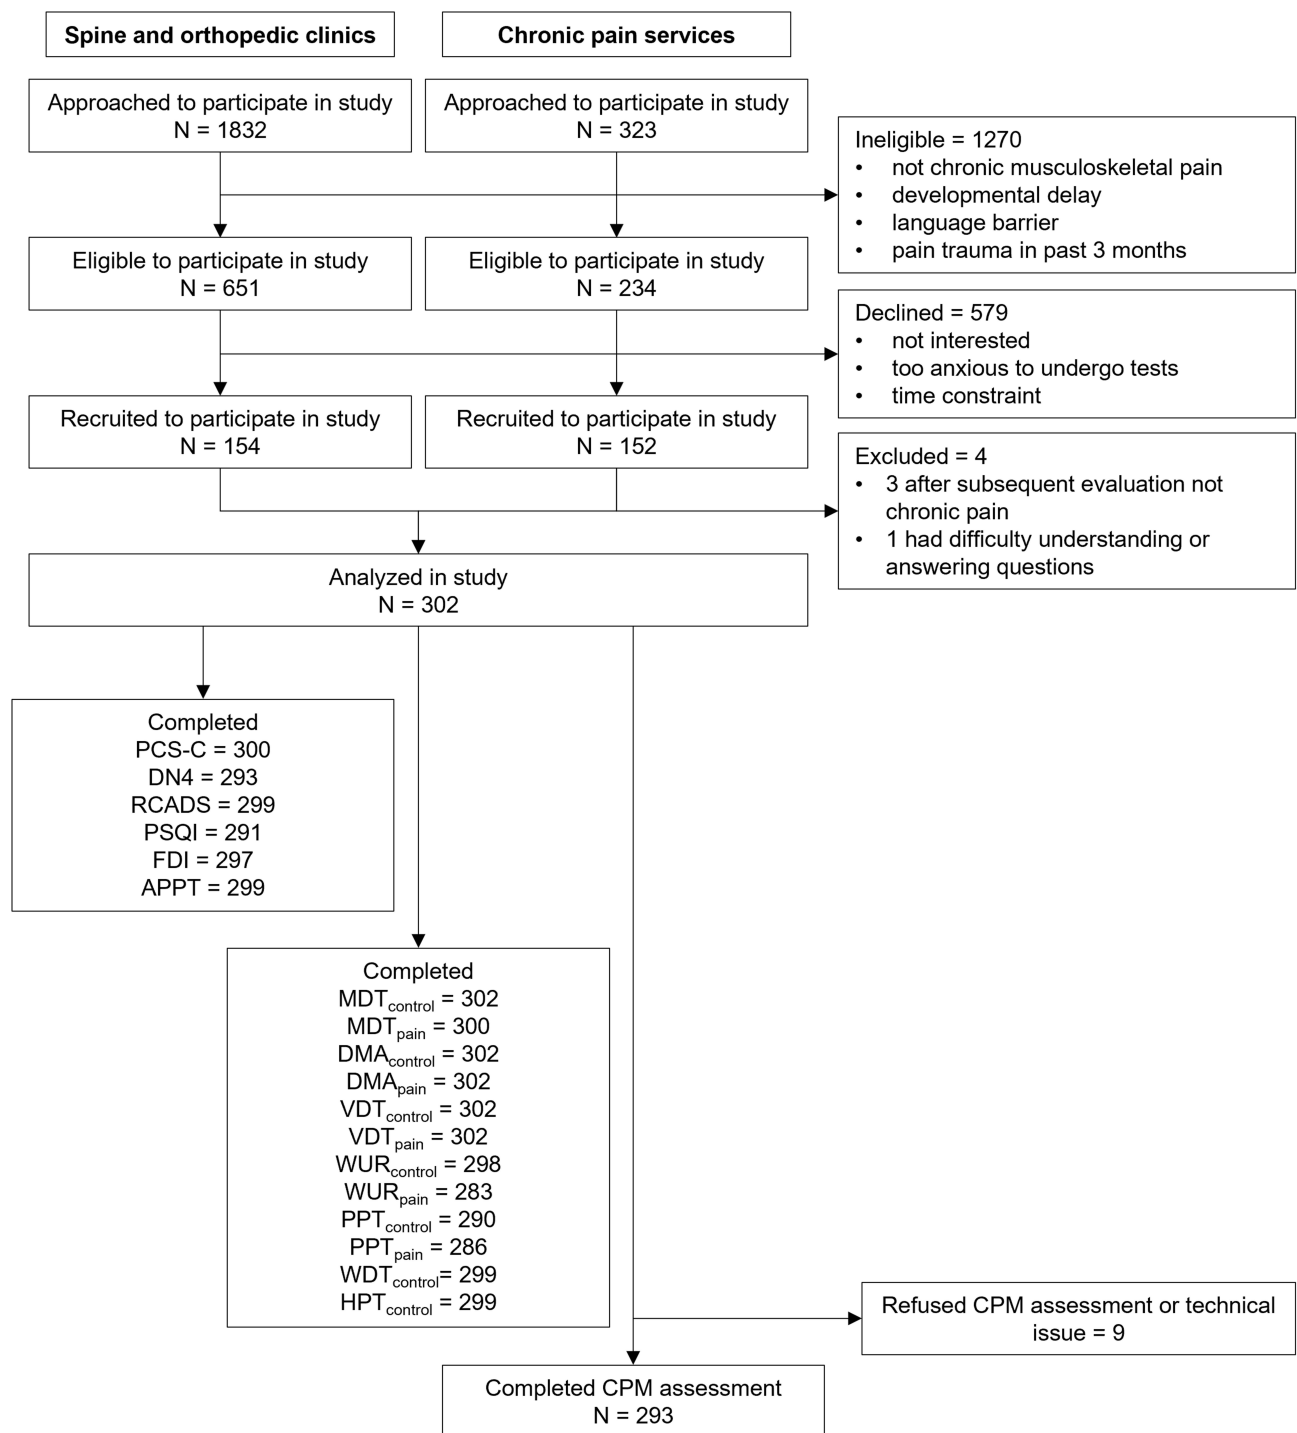 Spine and orthopedic clinics
Chronic pain services
Approached to participate in study
N = 1832
Approached to participate in study
N = 323
Ineligible = 1270
• not chronic musculoskeletal pain
• developmental delay
• language barrier
• pain trauma in past 3 months
Eligible to participate in study
N = 651
Eligible to participate in study
N = 234
Declined = 579
• not interested
• too anxious to undergo tests
• time constraint
Recruited to participate in study
N = 154
Recruited to participate in study
N = 152
Excluded = 4
• 3 after subsequent evaluation not
chronic pain
• 1 had difficulty understanding or
answering questions
Analyzed in study
N = 302
Completed
PCS-C = 300
DN4 = 293
RCADS = 299
PSQI = 291
FDI = 297
APPT = 299
Completed
MDTcontrol = 302
MDTpain = 300
DMAcontrol = 302
DMApain = 302
VDTcontrol = 302
VDTpain = 302
WURcontrol = 298
WURpain = 283
PPTcontrol = 290
PPTpain = 286
WDTcontrol= 299
HPTcontrol = 299
Refused CPM assessment or technical
issue = 9
Completed CPM assessment
N = 293